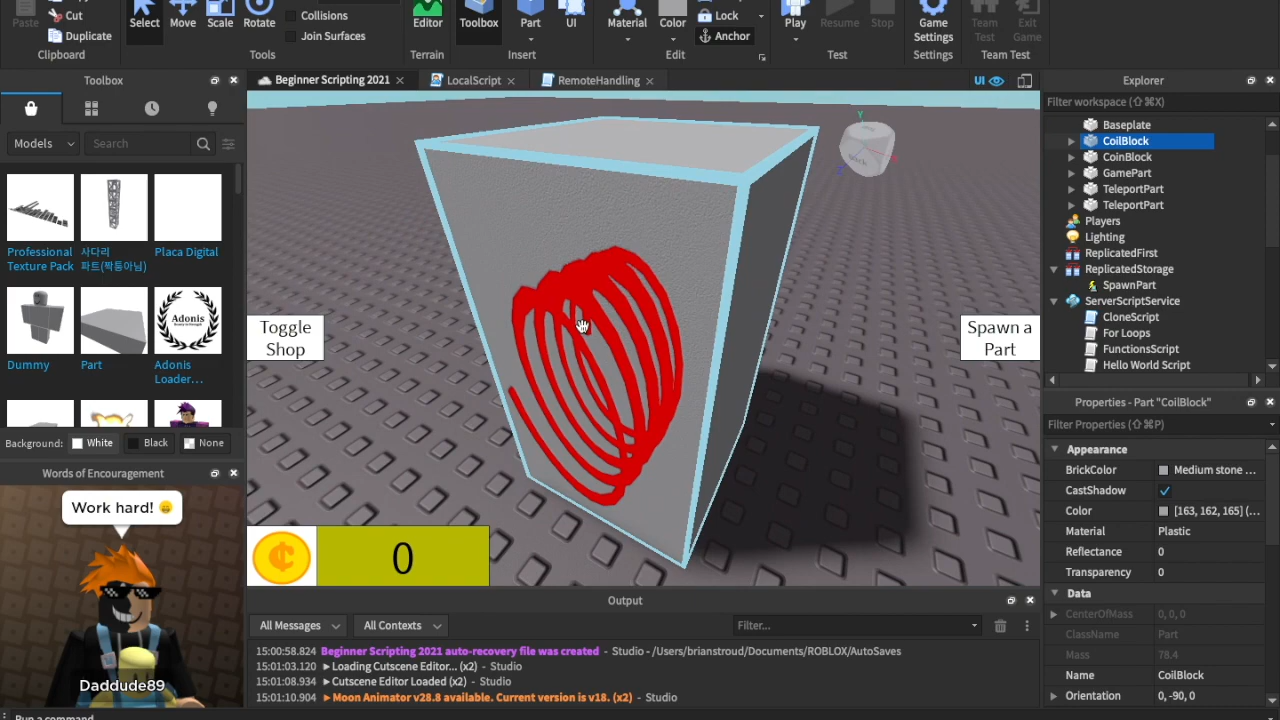 Paste
Cut
Duplicate
Clipboard
Select
Move
Scale
Rotate
Collisions
Join Surfaces
Tools
Editor
Terrain
Toolbox
Part
UI
Insert
Material
Color
Lock
Anchor
Edit
Play
Resume
Stop
Test
Game
Settings
Settings
Team
Test
Exit
Game
Team Test
Toolbox
Models
Search
Professional
Texture Pack
사다리
파트(짝퉁아님)
Placa Digital
Dummy
Part
Adonis
Adonis
Loader...
Background:
White
Black
None
Words of Encouragement
Work hard!
Daddude89
Beginner Scripting 2021
LocalScript
RemoteHandling
UI
Y
Back
Toggle
Shop
Spawn a
Part
0
Output
All Messages
All Contexts
Filter...
15:00:58.824 Beginner Scripting 2021 auto-recovery file was created - Studio - /Users/brianstroud/Documents/ROBLOX/AutoSaves
15:01:03.120 ▶Loading Cutscene Editor... (x2) - Studio
15:01:08.934 ▶Cutscene Editor Loaded (x2) - Studio
15:01:10.904 ▶Moon Animator v28.8 available. Current version is v18. (x2) - Studio
Run a command
Explorer
Filter workspace (⇧⌘X)
Baseplate
CoilBlock
CoinBlock
GamePart
TeleportPart
TeleportPart
Players
Lighting
ReplicatedFirst
ReplicatedStorage
SpawnPart
ServerScriptService
CloneScript
For Loops
FunctionsScript
Hello World Script
Properties - Part "CoilBlock"
Filter Properties (⇧⌘P)
Appearance
BrickColor Medium stone ...
CastShadow
Color [163, 162, 165] (...
Material Plastic
Reflectance 0
Transparency 0
Data
CenterOfMass 0, 0, 0
ClassName Part
Mass 78.4
Name CoilBlock
Orientation 0, -90, 0